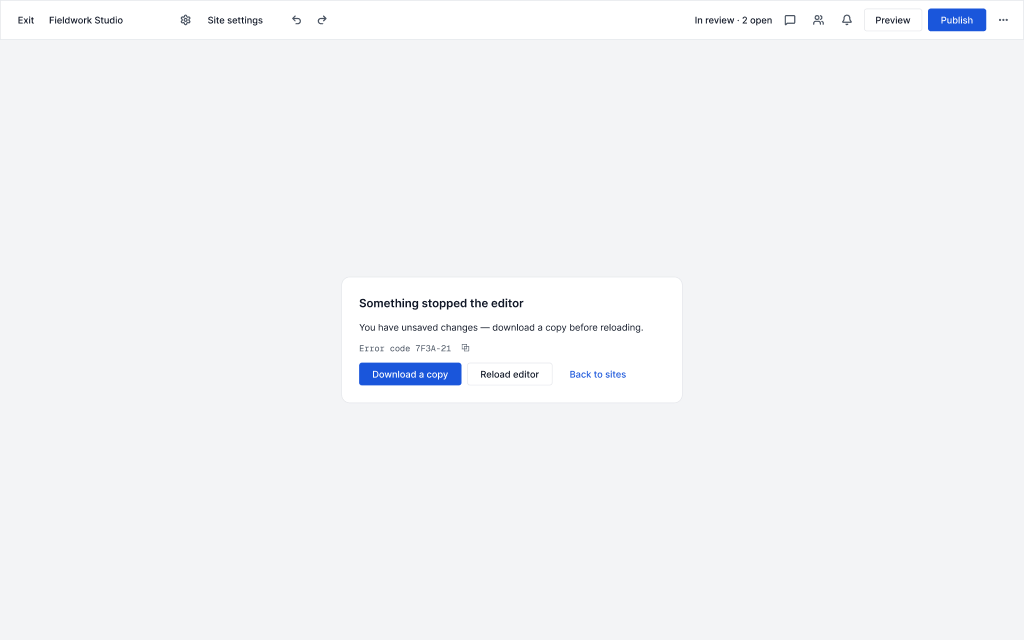 Exit Fieldwork Studio Site settings In review · 2 open Preview Publish
Something stopped the editor
You have unsaved changes — download a copy before reloading.
Error code 7F3A-21
Download a copy Reload editor Back to sites